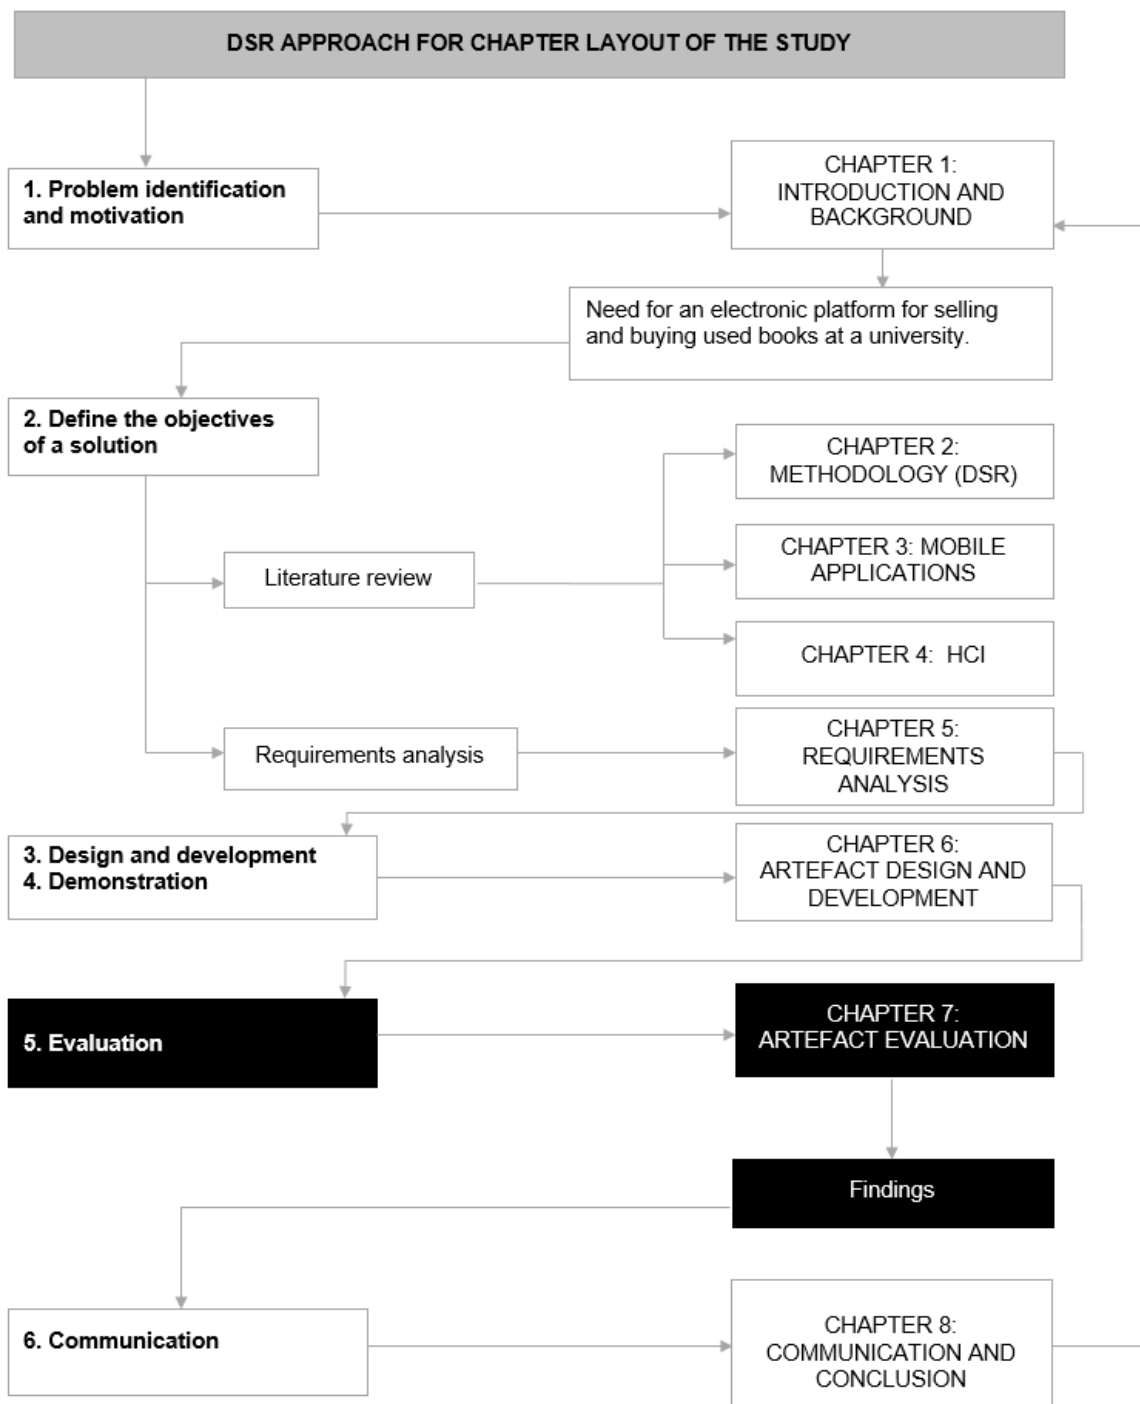 DSR APPROACH FOR CHAPTER LAYOUT OF THE STUDY
1. Problem identification
and motivation
CHAPTER 1:
INTRODUCTION AND
BACKGROUND
Need for an electronic platform for selling
and buying used books at a university.
2. Define the objectives
of a solution
CHAPTER 2:
METHODOLOGY (DSR)
Literature review
CHAPTER 3: MOBILE
APPLICATIONS
CHAPTER 4: HCI
Requirements analysis
CHAPTER 5:
REQUIREMENTS
ANALYSIS
3. Design and development
4. Demonstration
CHAPTER 6:
ARTEFACT DESIGN AND
DEVELOPMENT
5. Evaluation
CHAPTER 7:
ARTEFACT EVALUATION
Findings
6. Communication
CHAPTER 8:
COMMUNICATION AND
CONCLUSION